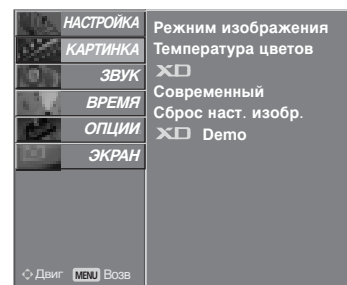 НАСТРОЙКА
КАРТИНКА
ЗВУК
ВРЕМЯ
ОПЦИИ
ЭКРАН
Двиг MENU Возв
Режним изображения
Температура цветов
XD
Современный
Сброс наст. изобр.
XD Demo